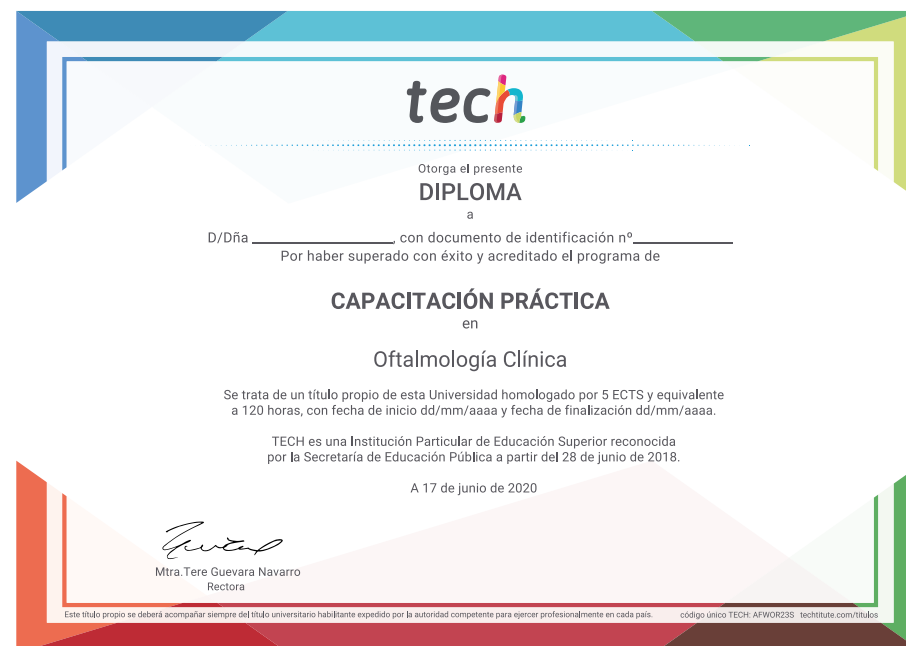 tech
Otorga el presente
DIPLOMA
a
D/Dña ____________________, con documento de identificación nº______________
Por haber superado con éxito y acreditado el programa de
CAPACITACIÓN PRÁCTICA
en
Oftalmología Clínica
Se trata de un título propio de esta Universidad homologado por 5 ECTS y equivalente
a 120 horas, con fecha de inicio dd/mm/aaaa y fecha de finalización dd/mm/aaaa.
TECH es una Institución Particular de Educación Superior reconocida
por la Secretaría de Educación Pública a partir del 28 de junio de 2018.
A 17 de junio de 2020
Mtra.Tere Guevara Navarro
Rectora
Este título propio se deberá acompañar siempre del título universitario habilitante expedido por la autoridad competente para ejercer profesionalmente en cada país. código único TECH: AFWOR23S techtitute.com/titulos